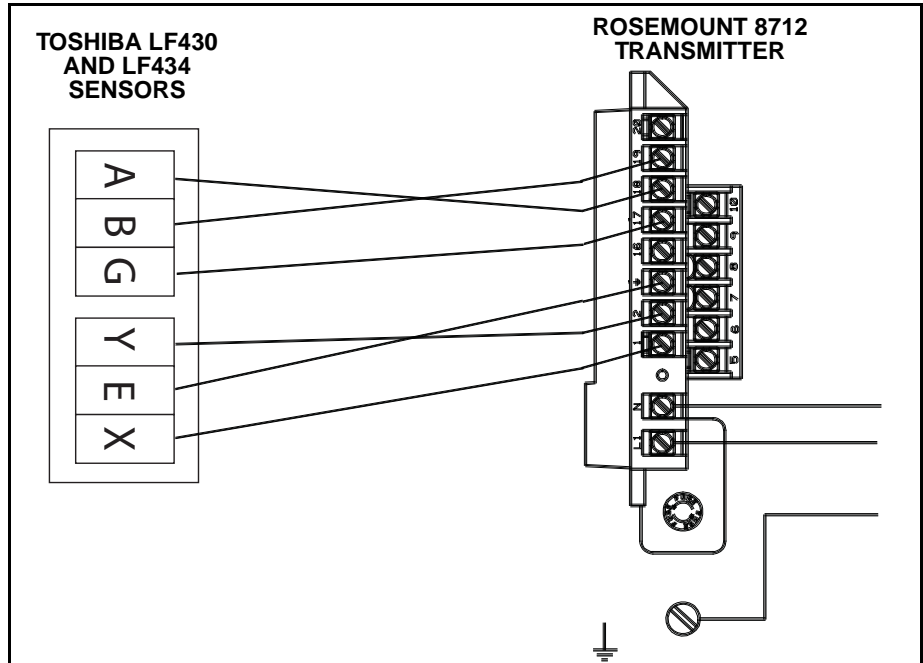 TOSHIBA LF430
AND LF434
SENSORS
ROSEMOUNT 8712
TRANSMITTER
A
B
G
Y
E
X
20
19
18
17
16
2
1
N
L1
10
9
8
7
6
5